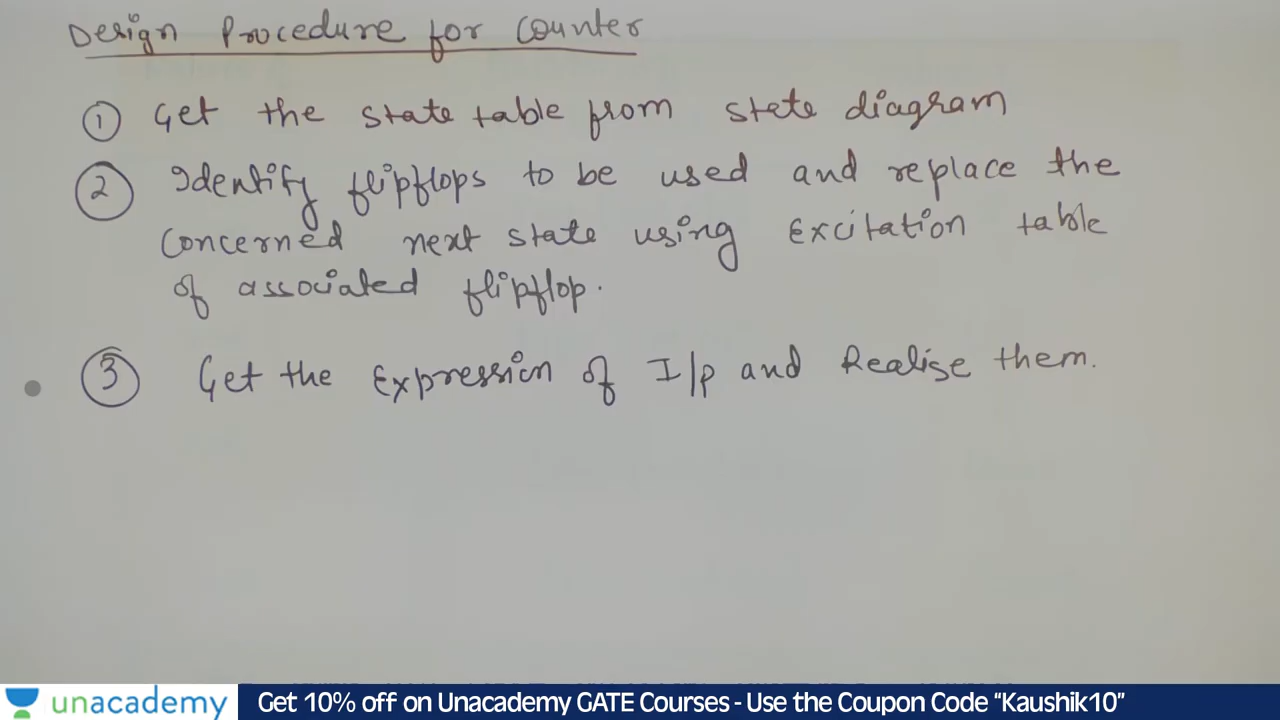 Design Procedure for Counter
① Get the state table from stete diagram
② Identify flipflops to be used and replace the
concerned next state using Excitation table
of associated flipflop.
③ Get the Expression of I/p and Realise them.
unacademy
Get 10% off on Unacademy GATE Courses - Use the Coupon Code “Kaushik10”